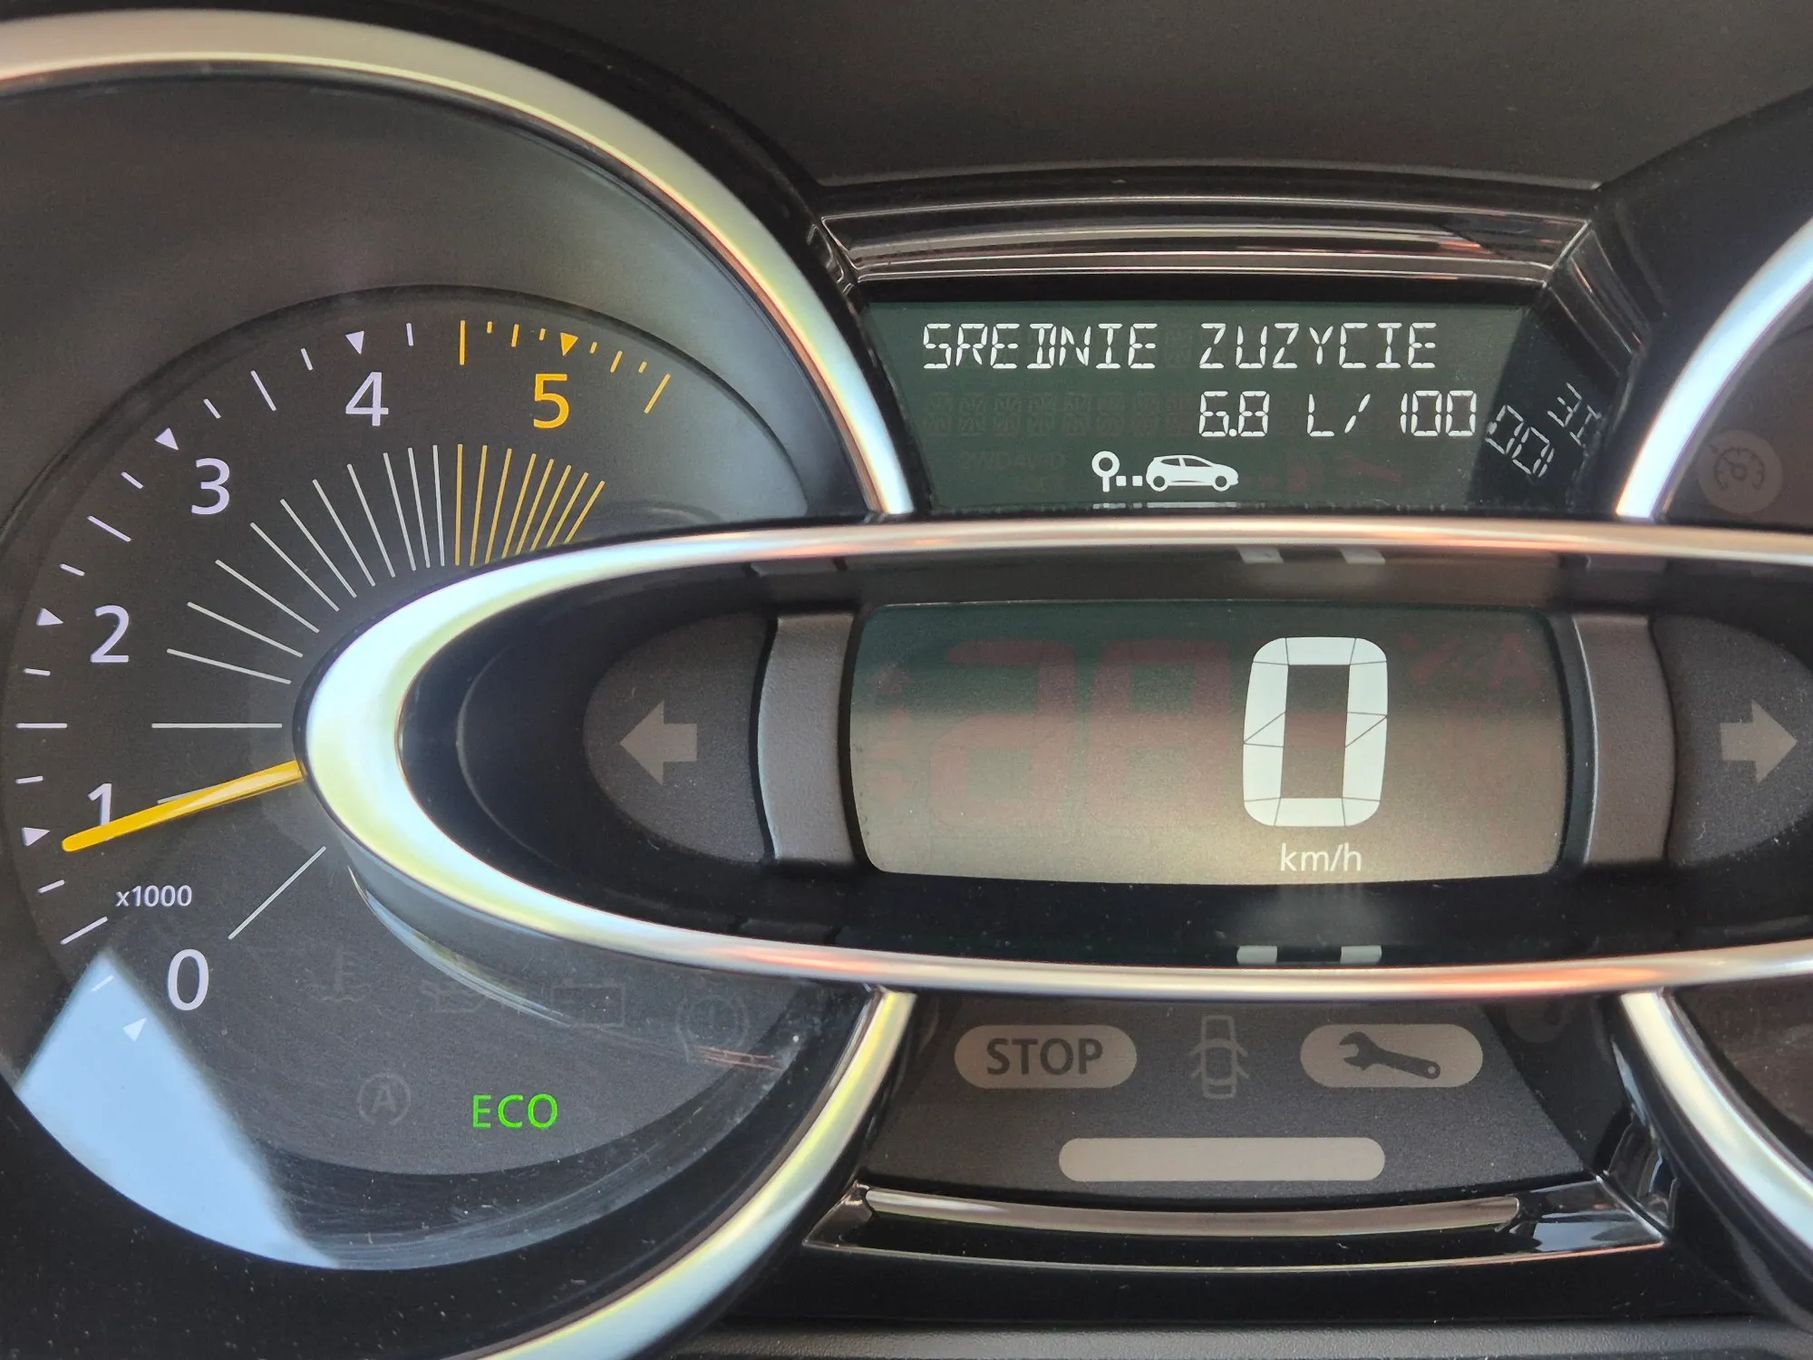 SREDNIE ZUZYCIE
6.8 L/100
5
4
3
2
1
x1000
0
0
km/h
STOP
A
ECO